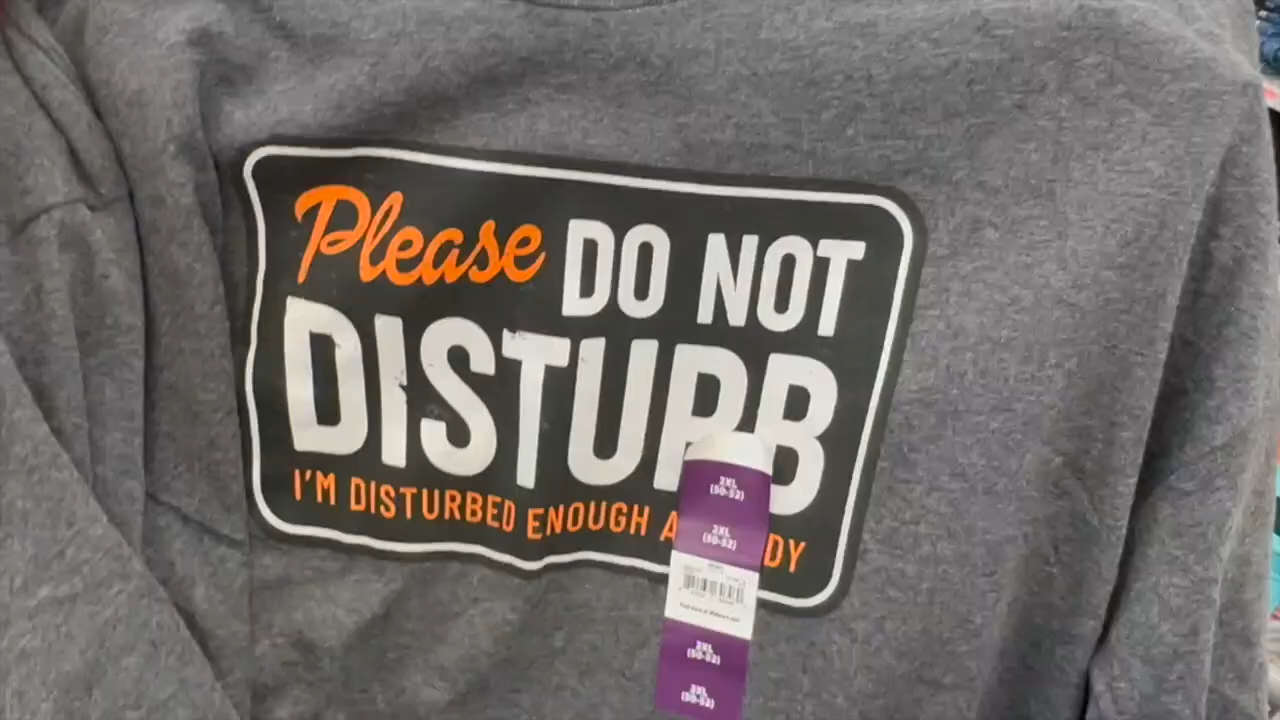 Please DO NOT
DISTURB
I'M DISTURBED ENOUGH A DY
2XL
(50-52)
2XL
(50-52)
2XL
(50-52)
2XL
(50-52)